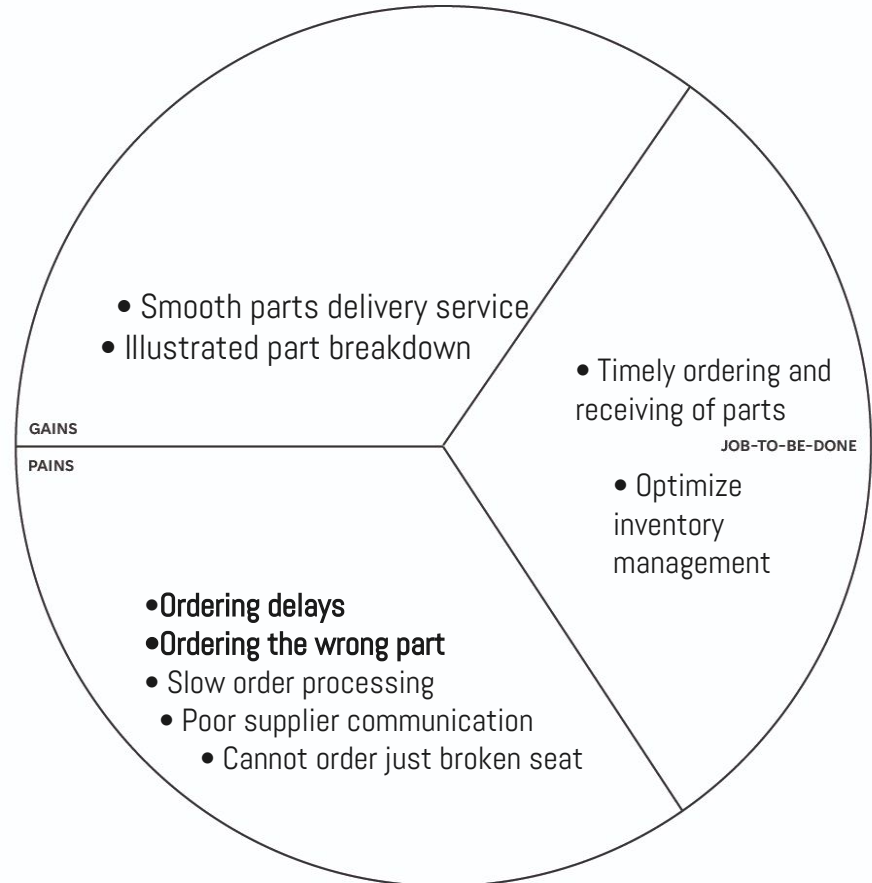 • Smooth parts delivery service
• Illustrated part breakdown
GAINS
PAINS
• Timely ordering and
receiving of parts
JOB-TO-BE-DONE
• Optimize
inventory
management
•Ordering delays
•Ordering the wrong part
• Slow order processing
• Poor supplier communication
• Cannot order just broken seat